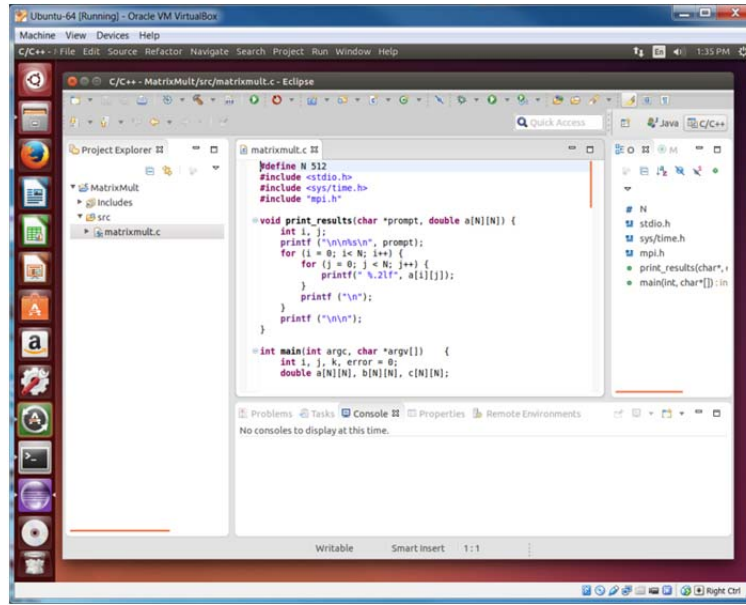 Ubuntu-64 [Running] - Oracle VM VirtualBox
Machine View Devices Help
C/C++ - File Edit Source Refactor Navigate Search Project Run Window Help
En 1:35 PM
C/C++ - MatrixMult/src/matrixmult.c - Eclipse
Quick Access Java C/C++
Project Explorer
matrixmult.c
O M
MatrixMult
Includes
src
matrixmult.c
#define N 512
#include <stdio.h>
#include <sys/time.h>
#include "mpi.h"
void print_results(char *prompt, double a[N][N]) {
int i, j;
printf ("\n\n%s\n", prompt);
for (i = 0; i< N; i++) {
for (j = 0; j < N; j++) {
printf(" %.2lf", a[i][j]);
}
printf ("\n");
}
printf ("\n\n");
}
int main(int argc, char *argv[]) {
int i, j, k, error = 0;
double a[N][N], b[N][N], c[N][N];
# N
stdio.h
sys/time.h
mpi.h
print_results(char*,
main(int, char*[]) : in
Problems Tasks Console Properties Remote Environments
No consoles to display at this time.
Writable Smart Insert 1:1
Right Ctrl